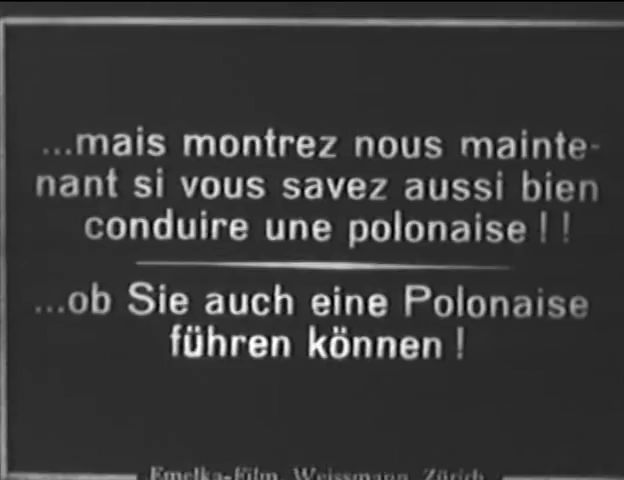 ...mais montrez nous mainte-
nant si vous savez aussi bien
conduire une polonaise!!
...ob Sie auch eine Polonaise
führen können!
Emelka-Film, Weissmann, Zürich